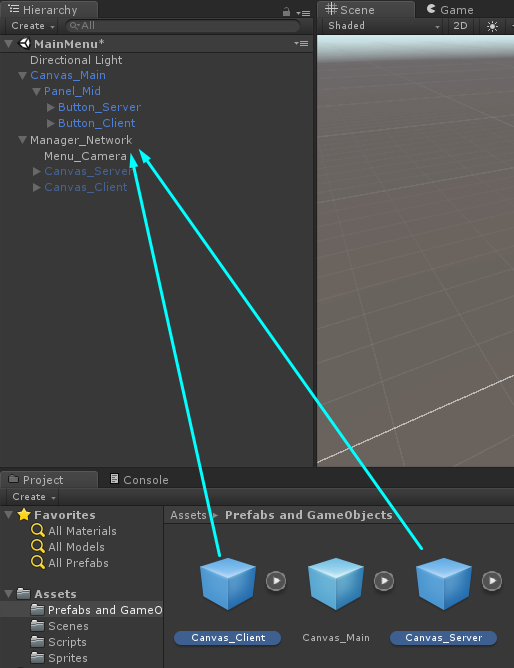 Hierarchy
Create
All
MainMenu*
Directional Light
Canvas_Main
Panel_Mid
Button_Server
Button_Client
Manager_Network
Menu_Camera
Canvas_Server
Canvas_Client
Scene
Game
Shaded
2D
Project
Console
Create
Favorites
All Materials
All Models
All Prefabs
Assets
Prefabs and GameO
Scenes
Scripts
Sprites
Assets Prefabs and GameObjects
Canvas_Client Canvas_Main Canvas_Server